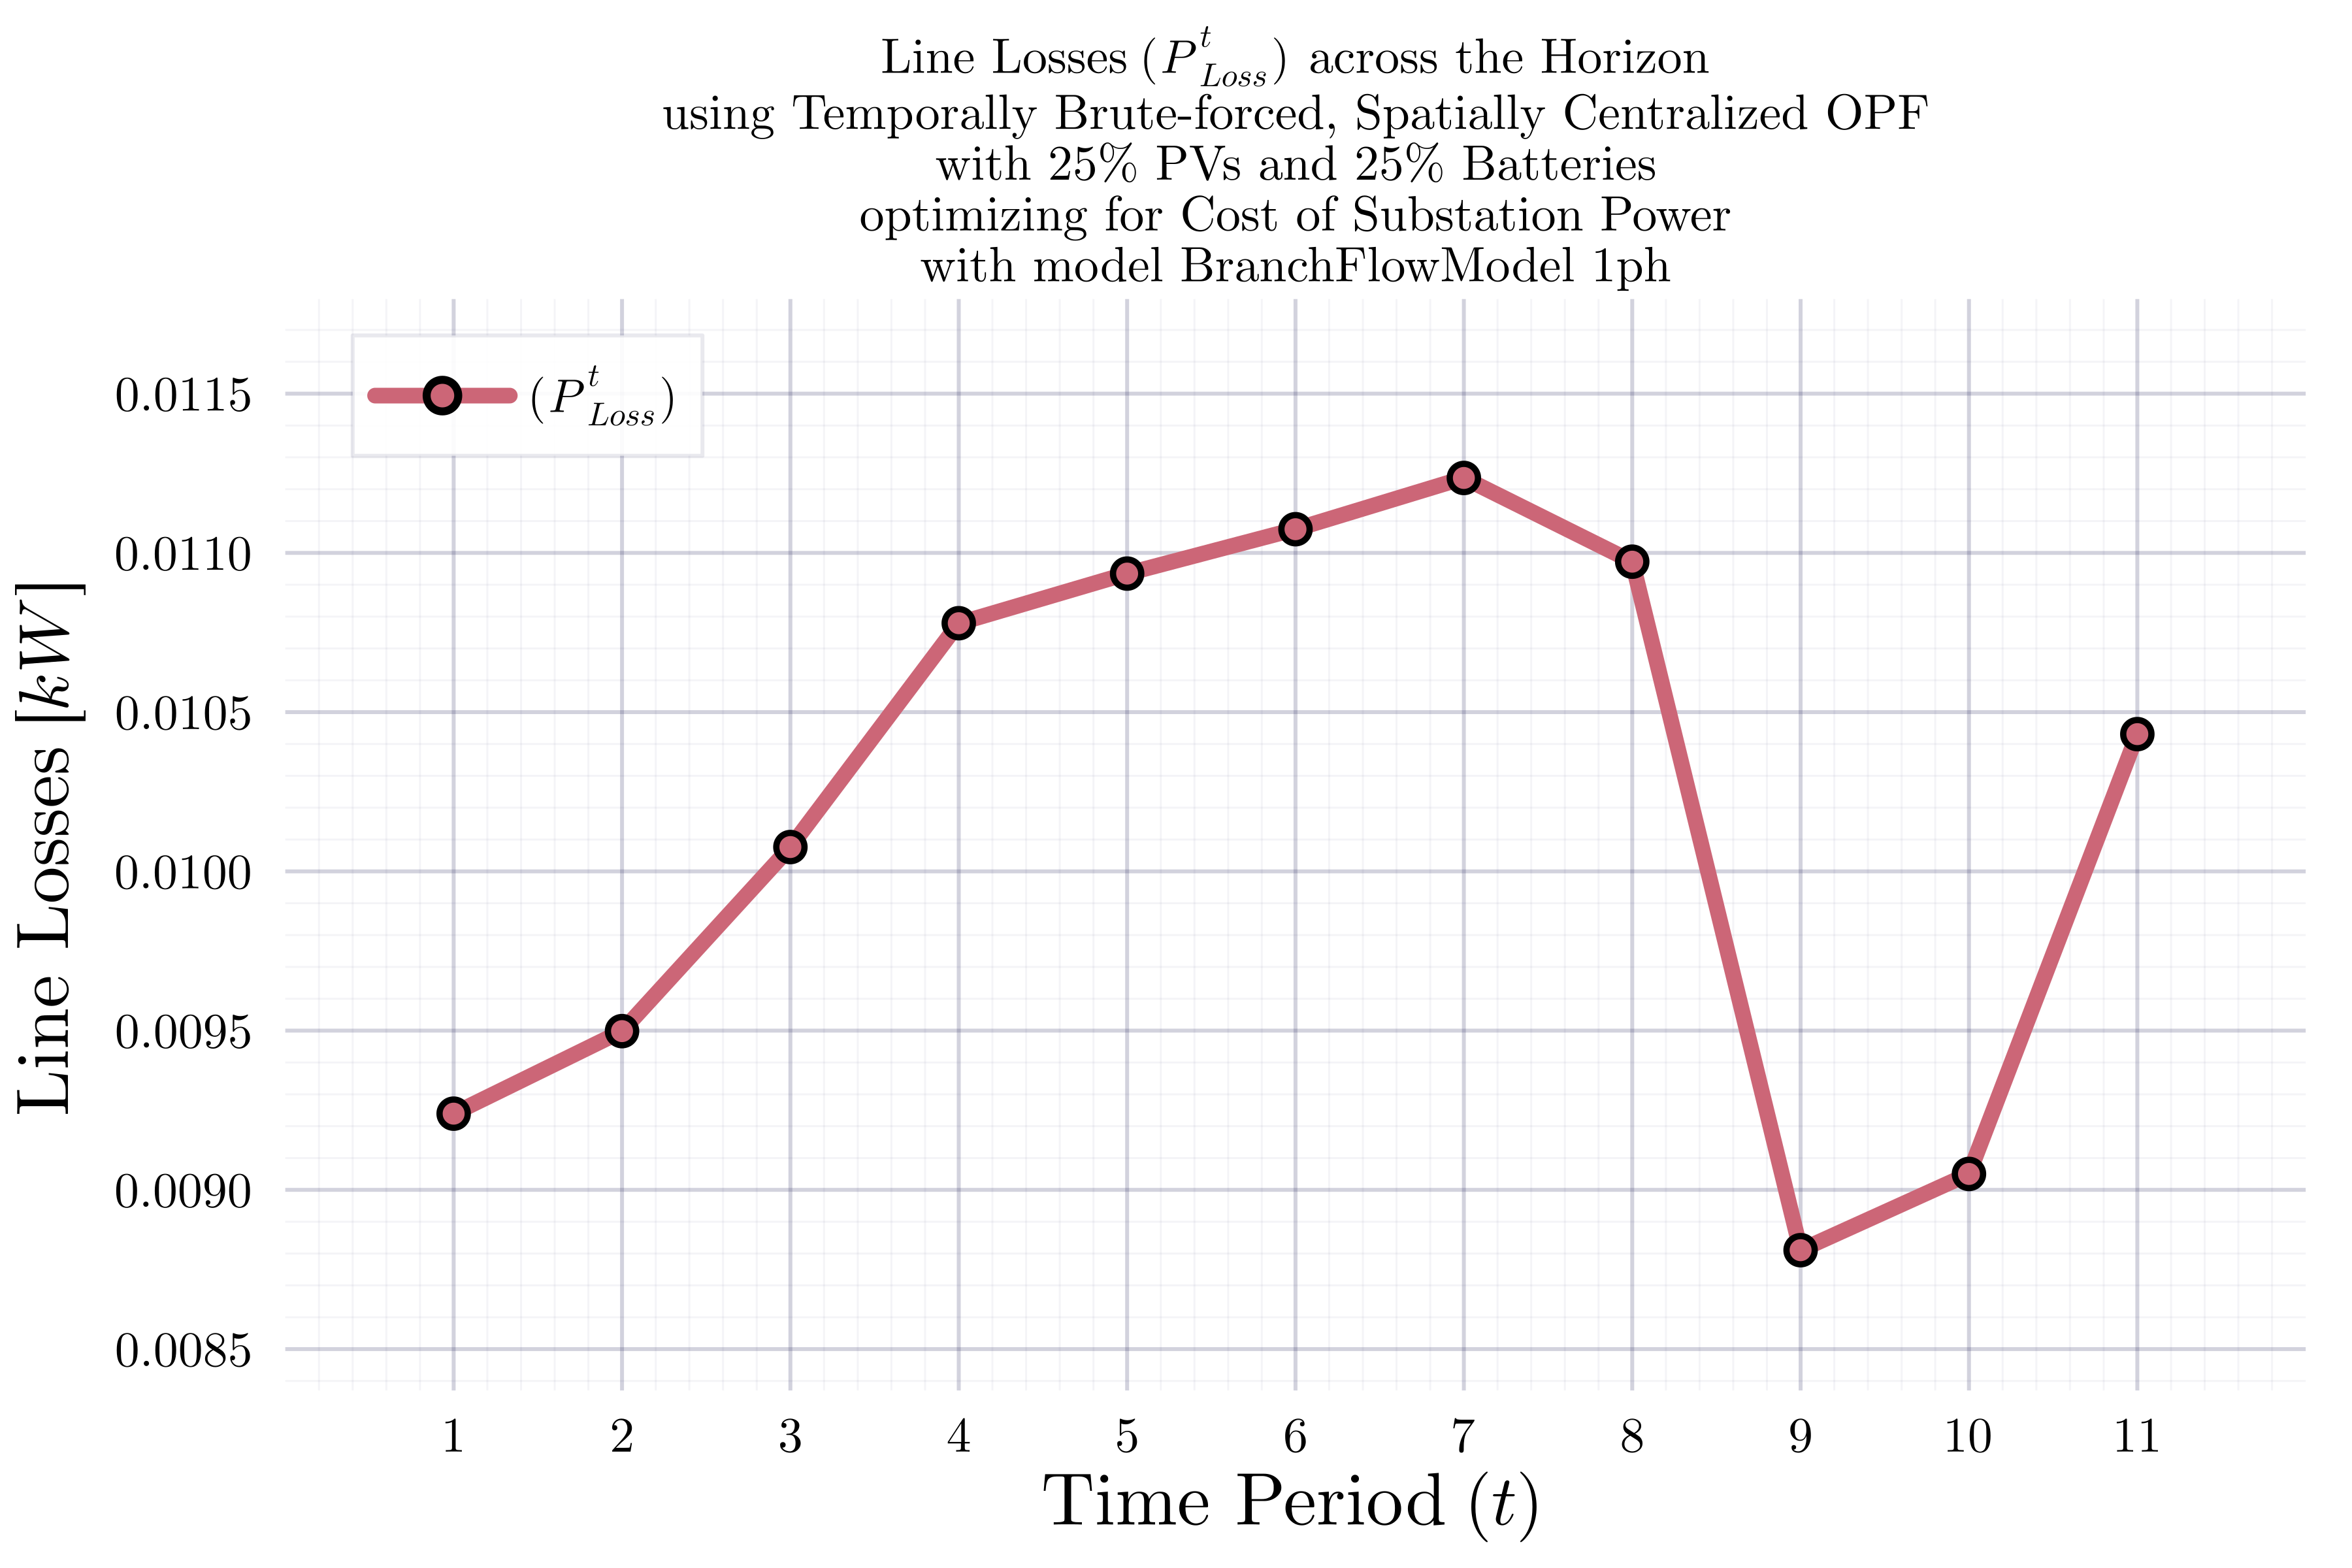 Line Losses (P^t_Loss) across the Horizon
using Temporally Brute-forced, Spatially Centralized OPF
with 25% PVs and 25% Batteries
optimizing for Cost of Substation Power
with model BranchFlowModel 1ph
(P^t_Loss)
0.0115
0.0110
0.0105
0.0100
0.0095
0.0090
0.0085
Line Losses [kW]
1 2 3 4 5 6 7 8 9 10 11
Time Period (t)